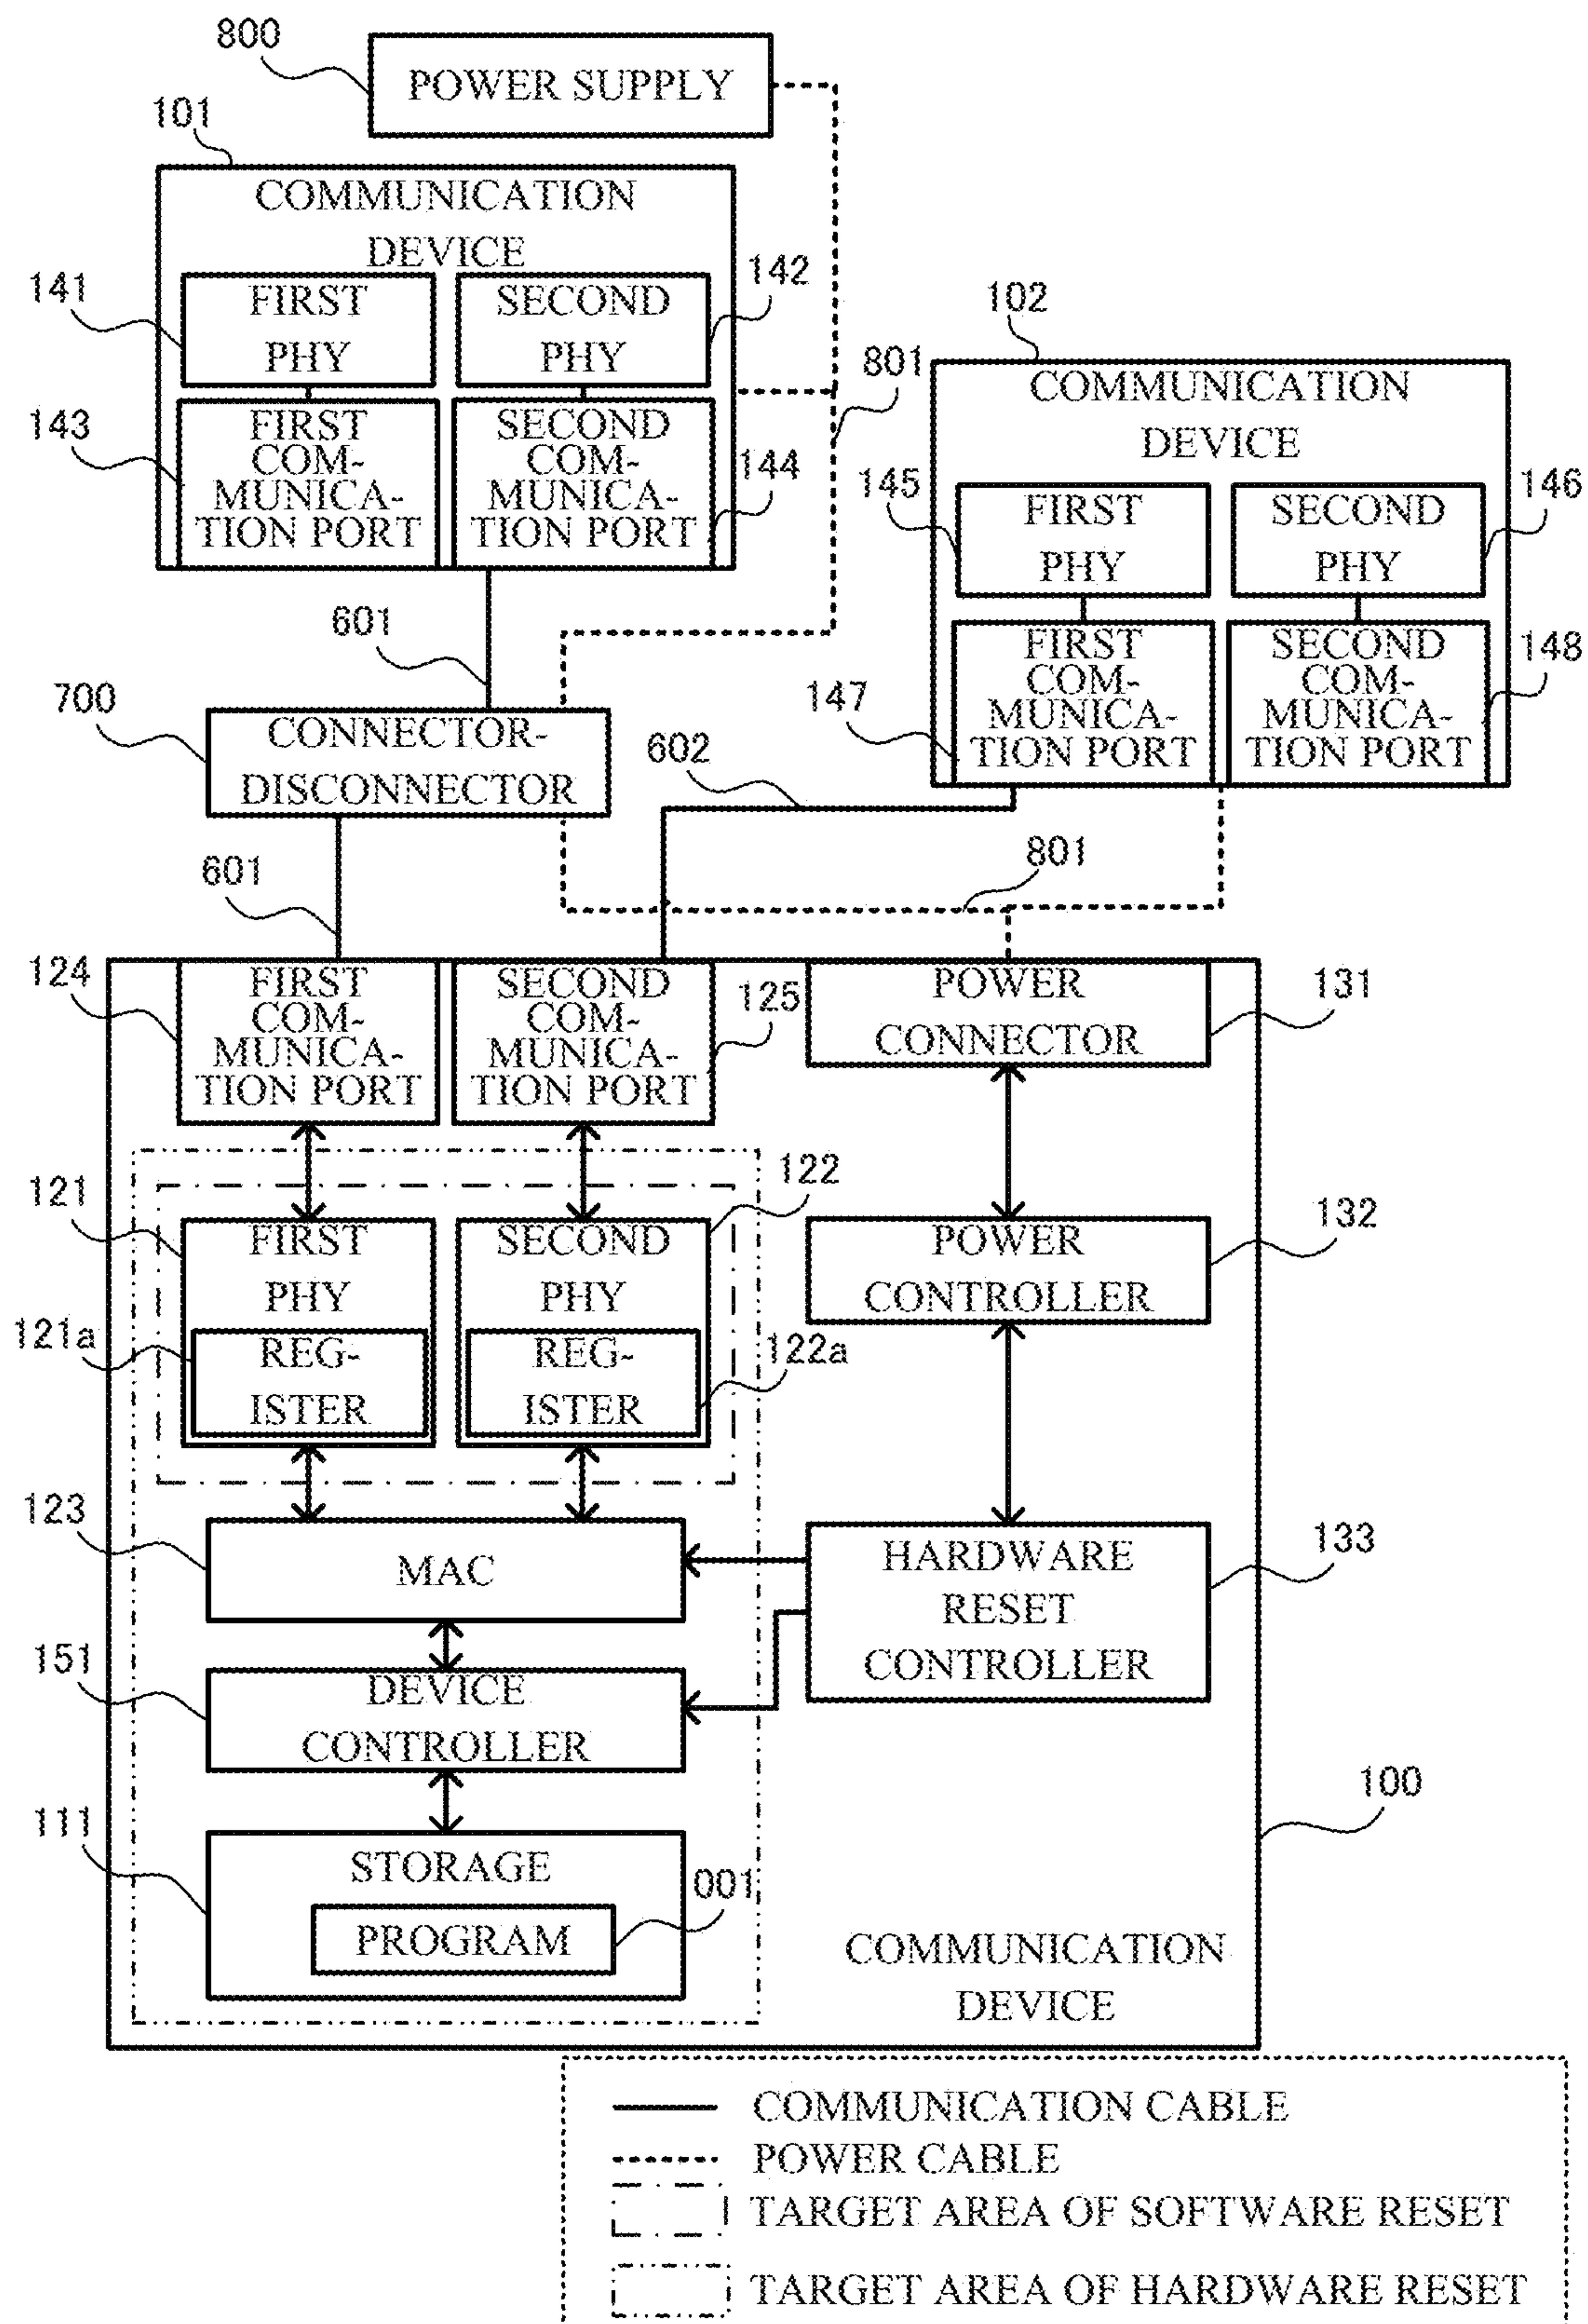 800
POWER SUPPLY
101
COMMUNICATION
DEVICE
141
FIRST
PHY
SECOND
PHY
142
143
FIRST
COM-
MUNICA-
TION PORT
SECOND
COM-
MUNICA-
TION PORT
144
801
102
COMMUNICATION
DEVICE
145
FIRST
PHY
SECOND
PHY
146
147
FIRST
COM-
MUNICA-
TION PORT
SECOND
COM-
MUNICA-
TION PORT
148
601
700
CONNECTOR-
DISCONNECTOR
602
601
801
124
FIRST
COM-
MUNICA-
TION PORT
SECOND
COM-
MUNICA-
TION PORT
125
POWER
CONNECTOR
131
121
FIRST
PHY
121a
REG-
ISTER
SECOND
PHY
122
REG-
ISTER
122a
POWER
CONTROLLER
132
123
MAC
HARDWARE
RESET
CONTROLLER
133
151
DEVICE
CONTROLLER
111
STORAGE
PROGRAM
001
100
COMMUNICATION
DEVICE
COMMUNICATION CABLE
POWER CABLE
TARGET AREA OF SOFTWARE RESET
TARGET AREA OF HARDWARE RESET